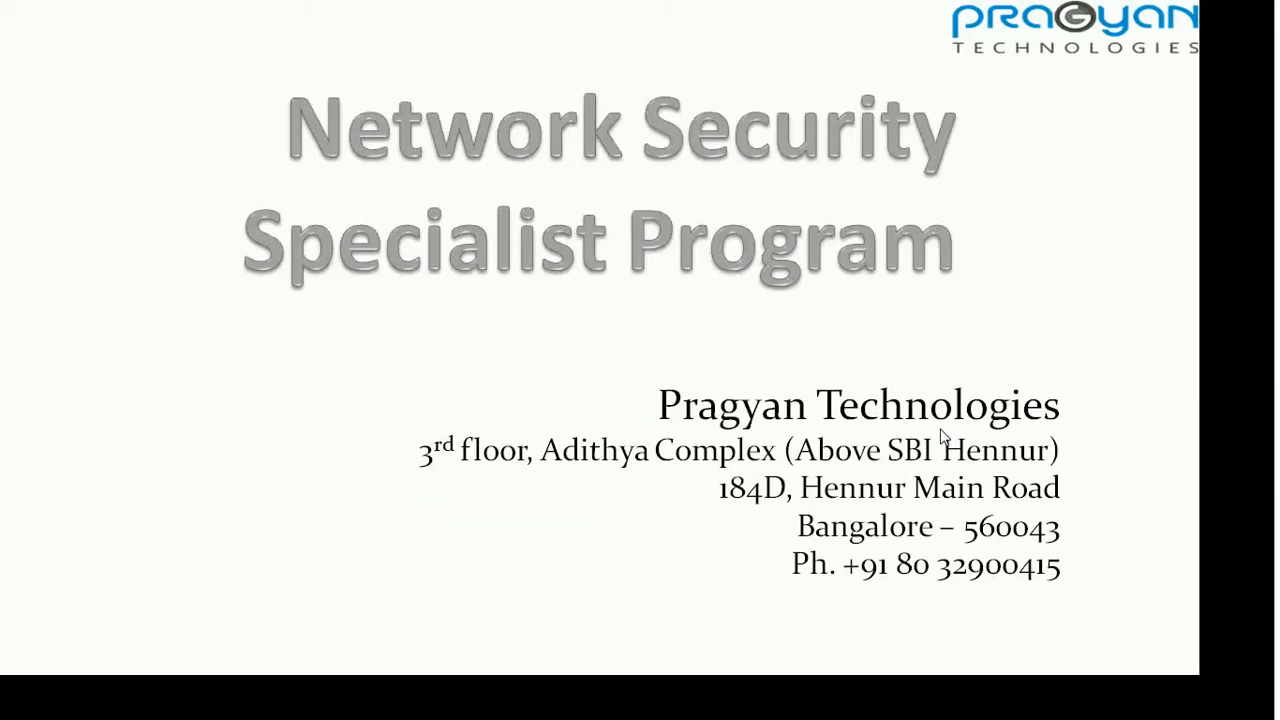 PRAGYAN
TECHNOLOGIES
Network Security
Specialist Program
Pragyan Technologies
3rd floor, Adithya Complex (Above SBI Hennur)
184D, Hennur Main Road
Bangalore – 560043
Ph. +91 80 32900415